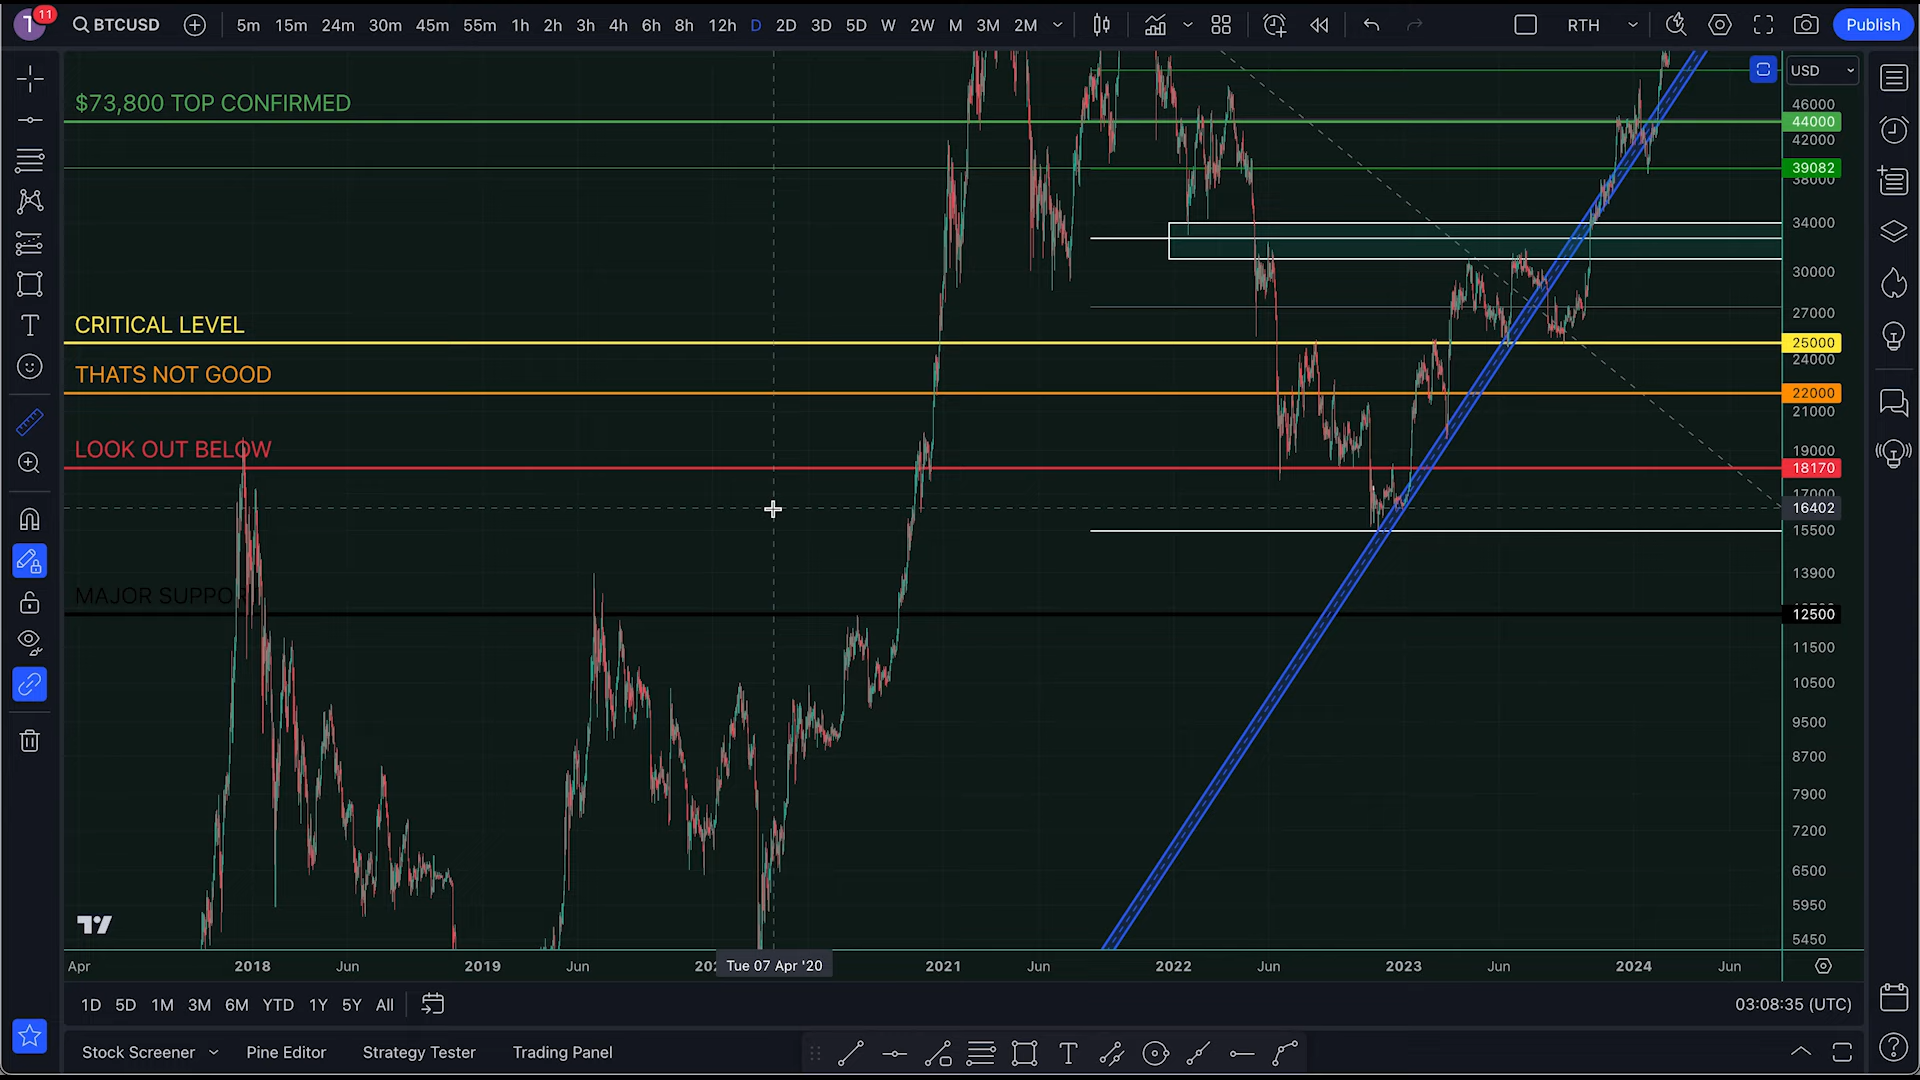 T
11
BTCUSD
5m 15m 24m 30m 45m 55m 1h 2h 3h 4h 6h 8h 12h D 2D 3D 5D W 2W M 3M 2M
RTH
Publish
USD
$73,800 TOP CONFIRMED
46000
44000
42000
39082
38000
34000
30000
27000
CRITICAL LEVEL
25000
24000
THATS NOT GOOD
22000
21000
LOOK OUT BELOW
19000
18170
17000
16402
15500
13900
MAJOR SUPPO
12500
11500
10500
9500
8700
7900
7200
6500
5950
5450
Apr 2018 Jun 2019 Jun Tue 07 Apr '20 2021 Jun 2022 Jun 2023 Jun 2024 Jun
1D 5D 1M 3M 6M YTD 1Y 5Y All
03:08:35 (UTC)
Stock Screener Pine Editor Strategy Tester Trading Panel